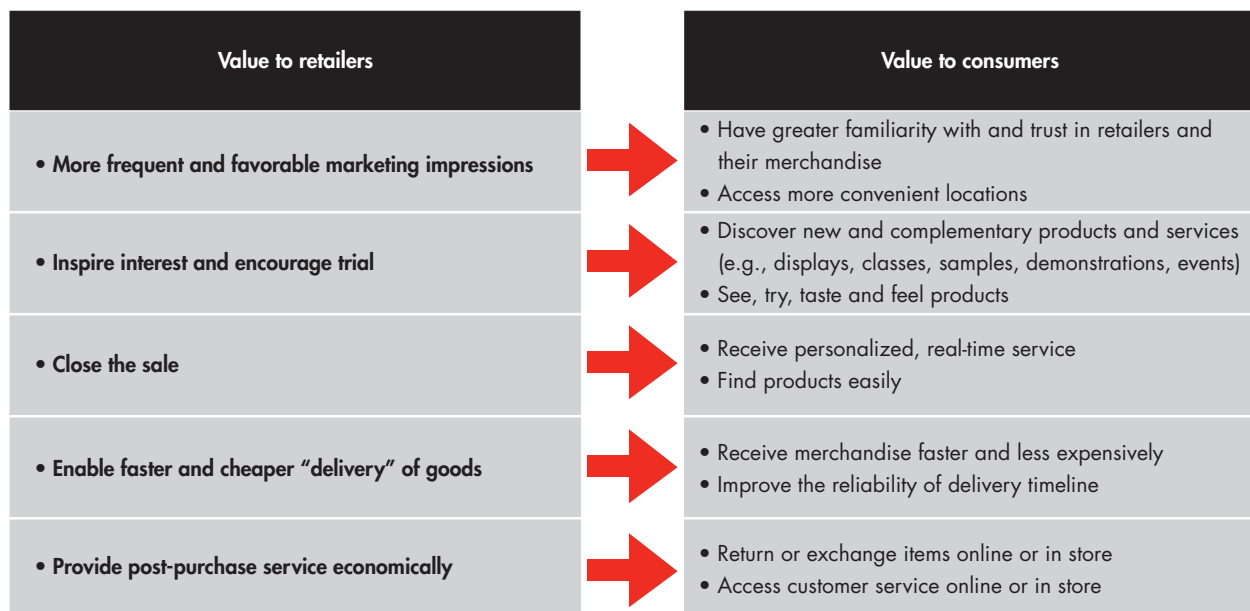 Value to retailers
Value to consumers
• More frequent and favorable marketing impressions
• Have greater familiarity with and trust in retailers and
their merchandise
• Access more convenient locations
• Inspire interest and encourage trial
• Discover new and complementary products and services
(e.g., displays, classes, samples, demonstrations, events)
• See, try, taste and feel products
• Close the sale
• Receive personalized, real-time service
• Find products easily
• Enable faster and cheaper “delivery” of goods
• Receive merchandise faster and less expensively
• Improve the reliability of delivery timeline
• Provide post-purchase service economically
• Return or exchange items online or in store
• Access customer service online or in store